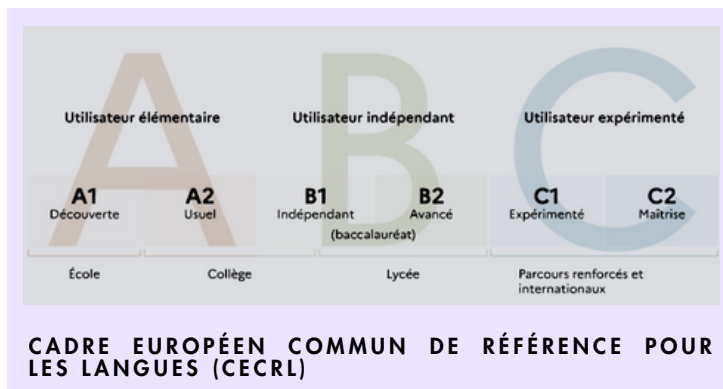 A B C
Utilisateur élémentaire Utilisateur indépendant Utilisateur expérimenté
A1 A2 B1 B2 C1 C2
Découverte Usuel Indépendant Avancé Expérimenté Maîtrise
(baccalauréat)
École Collège Lycée Parcours renforcés et
internationaux
CADRE EUROPÉEN COMMUN DE RÉFÉRENCE POUR
LES LANGUES (CECRL)